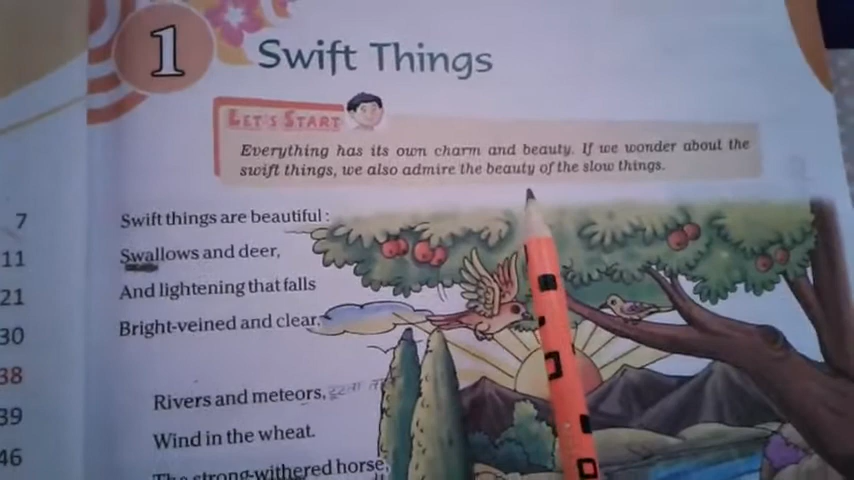 1
Swift Things
LET'S START
Everything has its own charm and beauty. If we wonder about the
swift things, we also admire the beauty of the slow things.
7
11
21
30
38
39
46
Swift things are beautiful :
Swallows and deer,
And lightening that falls
Bright-veined and clear.
Rivers and meteors,
Wind in the wheat.
The strong-withered horse,